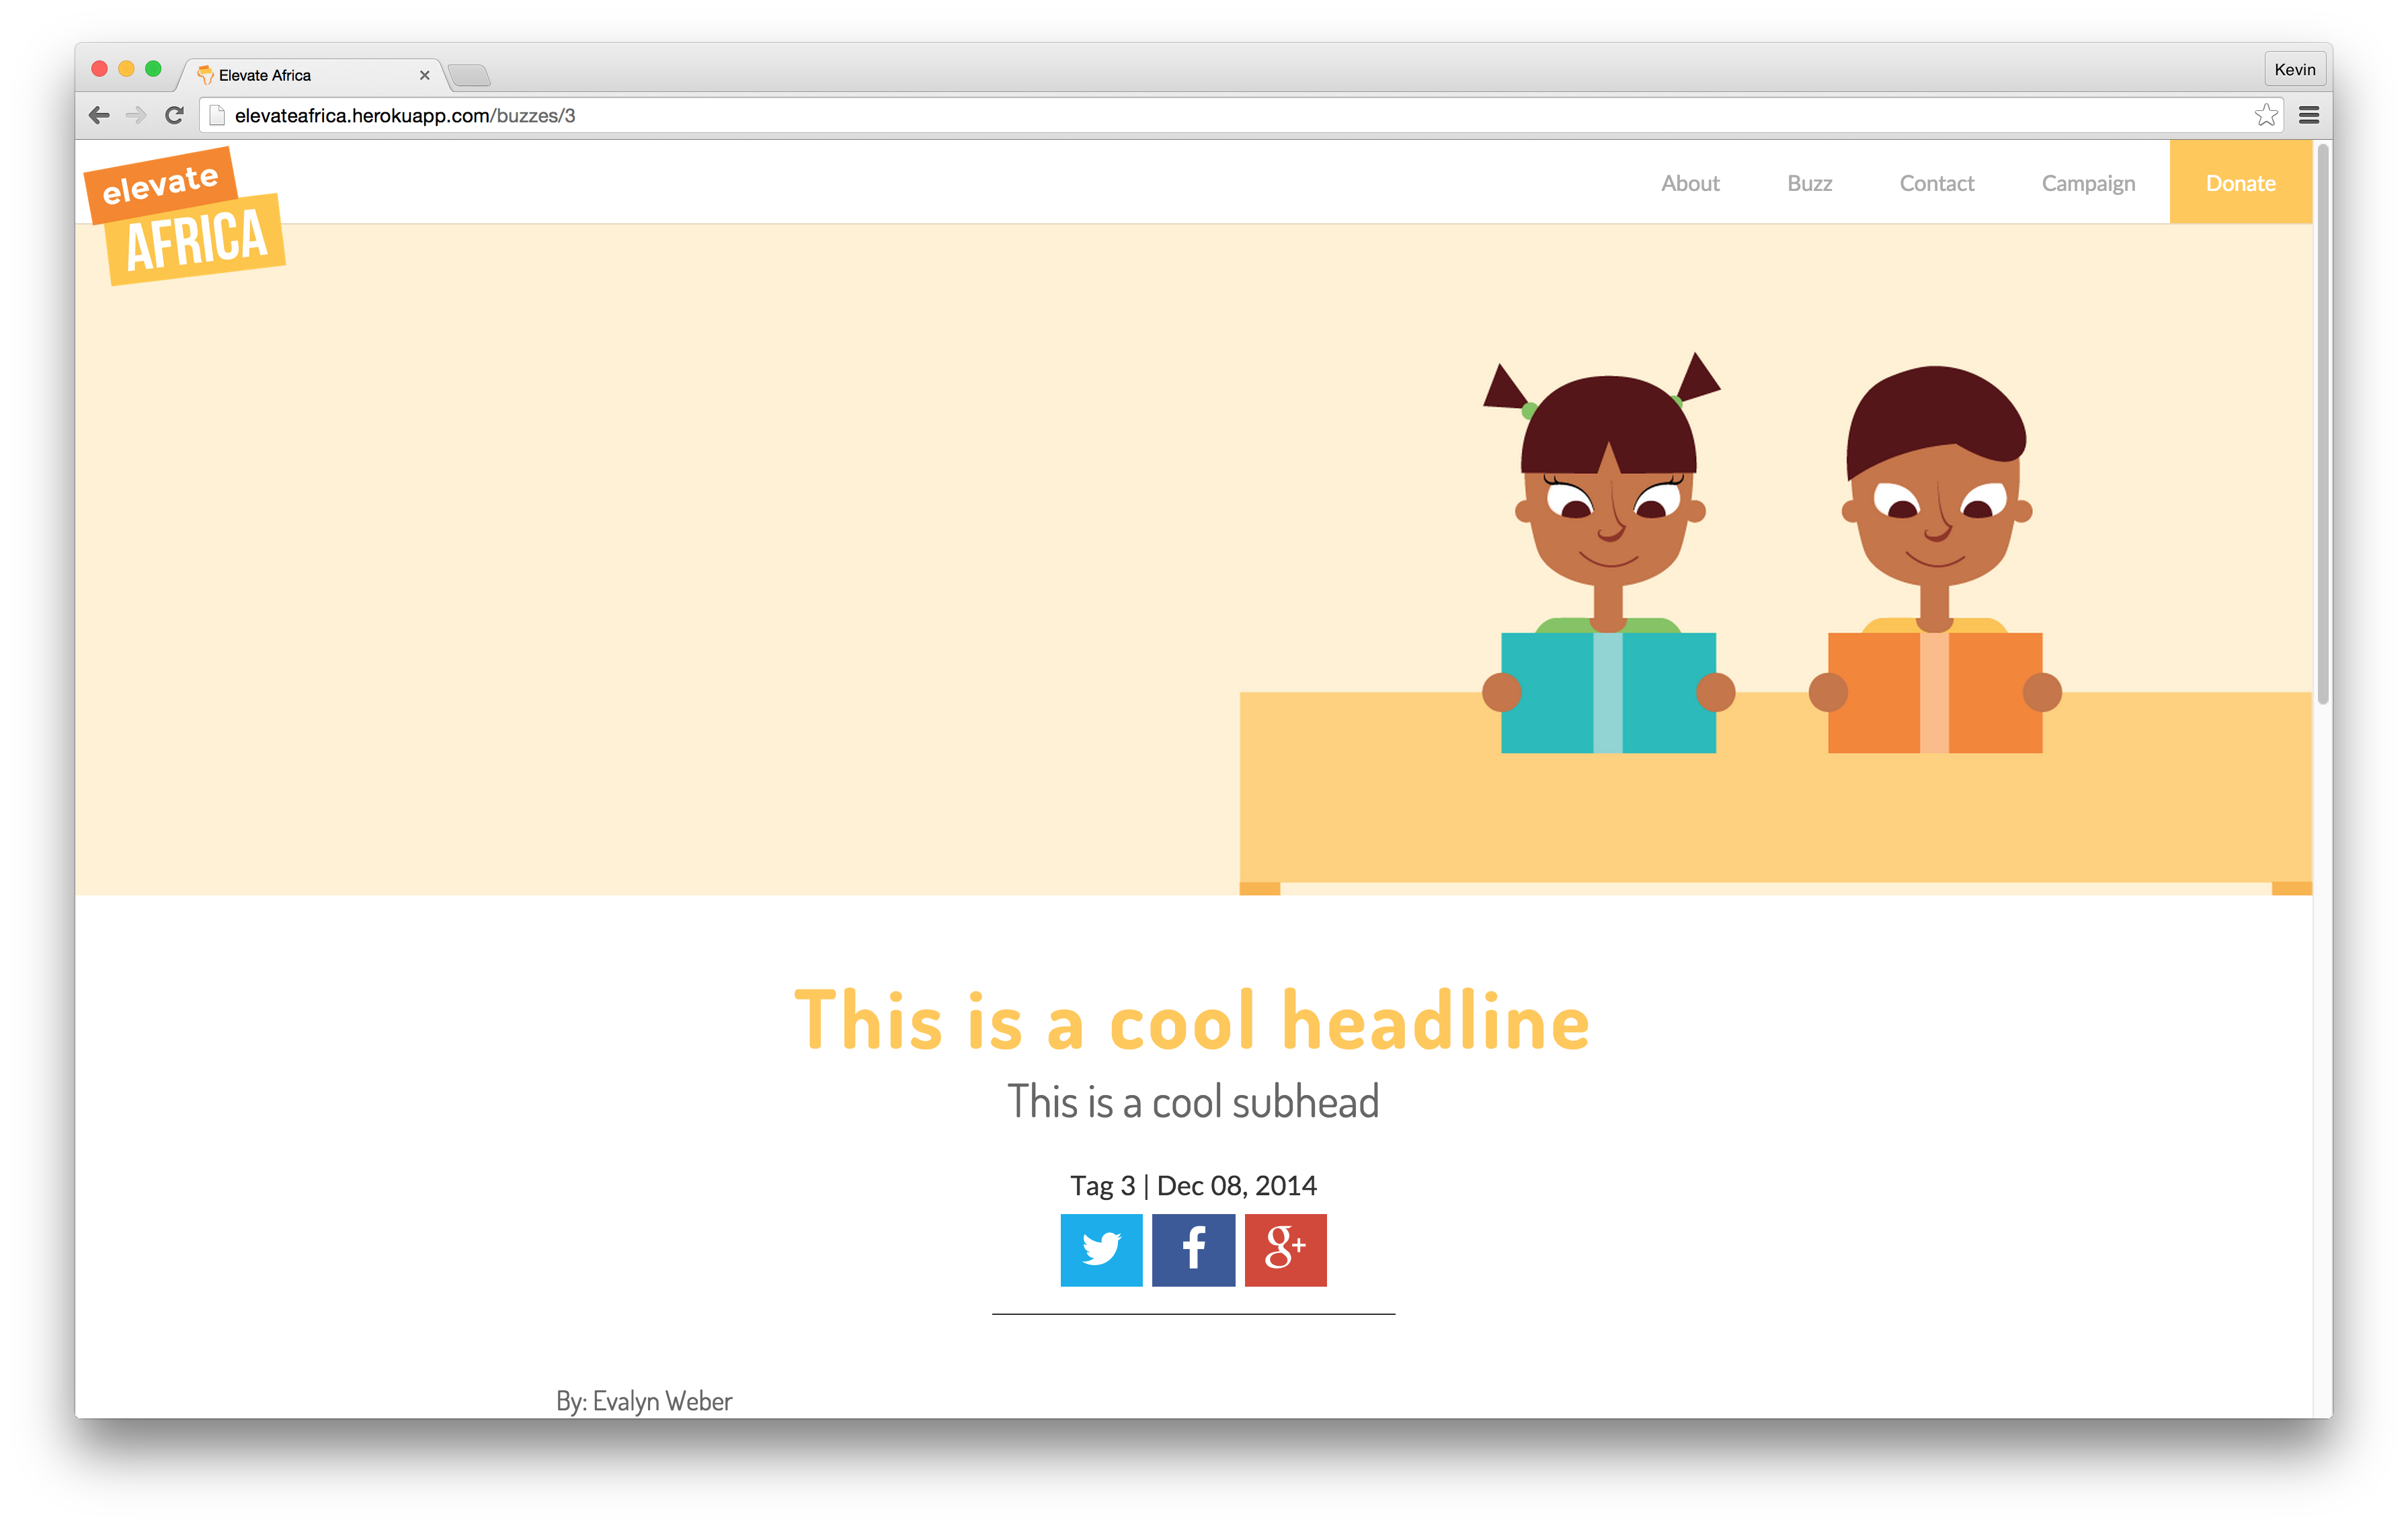 Elevate Africa
Kevin
elevateafrica.herokuapp.com/buzzes/3
elevate
AFRICA
About Buzz Contact Campaign Donate
This is a cool headline
This is a cool subhead
Tag 3 | Dec 08, 2014
g+
By: Evalyn Weber